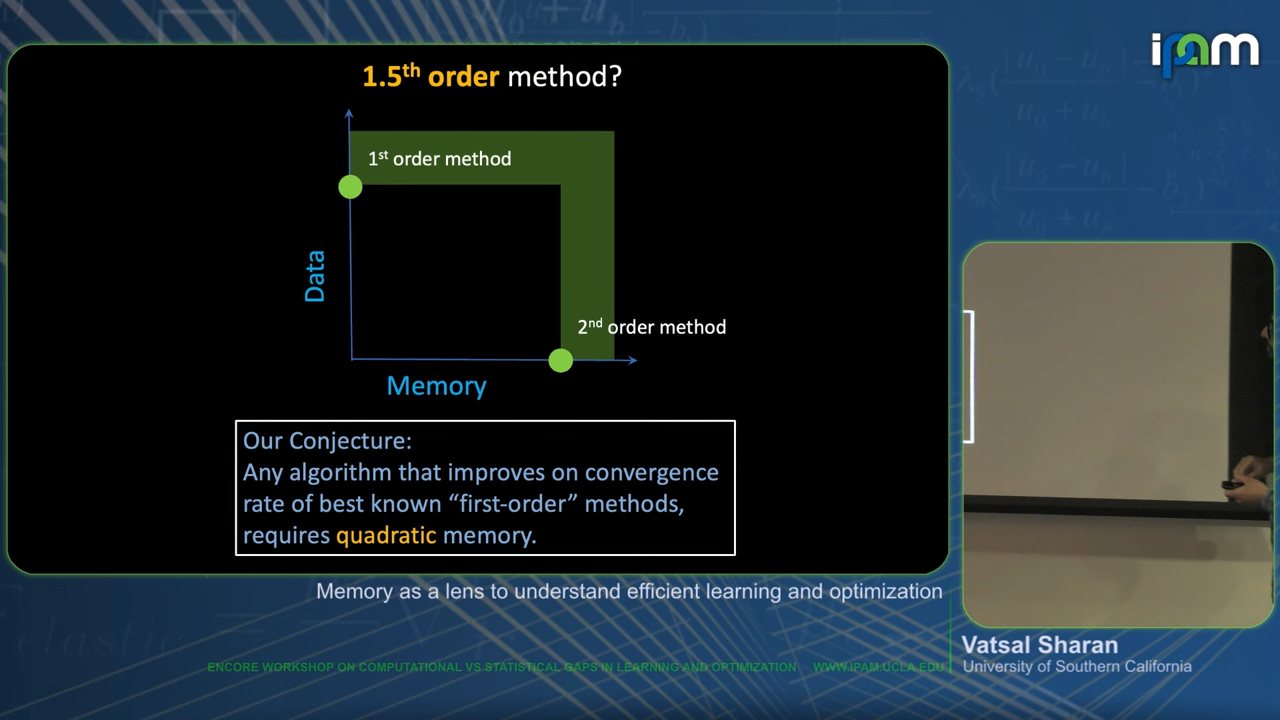 ipam
1.5th order method?
1st order method
Data
2nd order method
Memory
Our Conjecture:
Any algorithm that improves on convergence
rate of best known “first-order” methods,
requires quadratic memory.
Memory as a lens to understand efficient learning and optimization
Vatsal Sharan
University of Southern California
ENCORE WORKSHOP ON COMPUTATIONAL VS STATISTICAL GAPS IN LEARNING AND OPTIMIZATION WWW.IPAM.UCLA.EDU
elastic